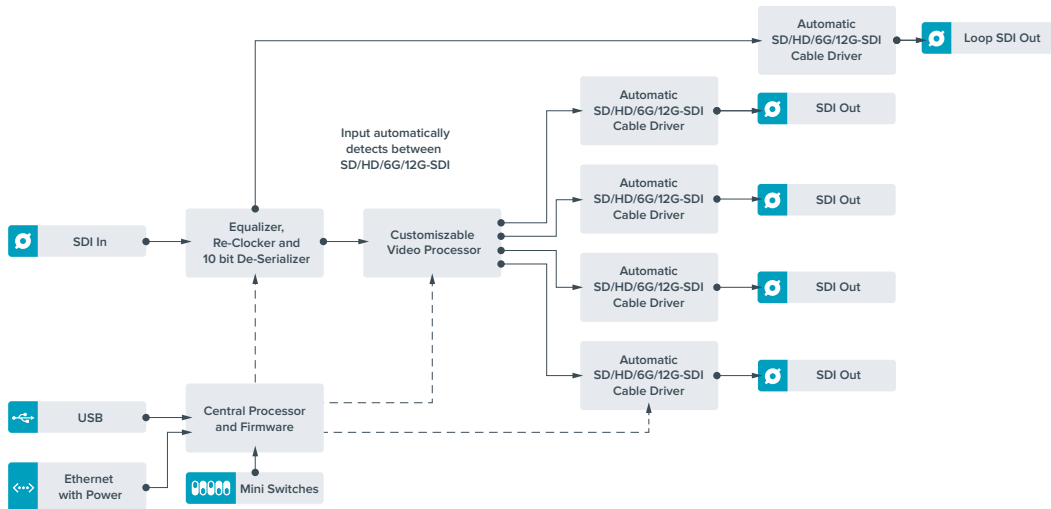 Automatic
SD/HD/6G/12G-SDI
Cable Driver
Loop SDI Out
Automatic
SD/HD/6G/12G-SDI
Cable Driver
SDI Out
Input automatically
detects between
SD/HD/6G/12G-SDI
Automatic
SD/HD/6G/12G-SDI
Cable Driver
SDI Out
SDI In
Equalizer,
Re-Clocker and
10 bit De-Serializer
Customiszable
Video Processor
Automatic
SD/HD/6G/12G-SDI
Cable Driver
SDI Out
Automatic
SD/HD/6G/12G-SDI
Cable Driver
SDI Out
USB
Central Processor
and Firmware
Ethernet
with Power
Mini Switches